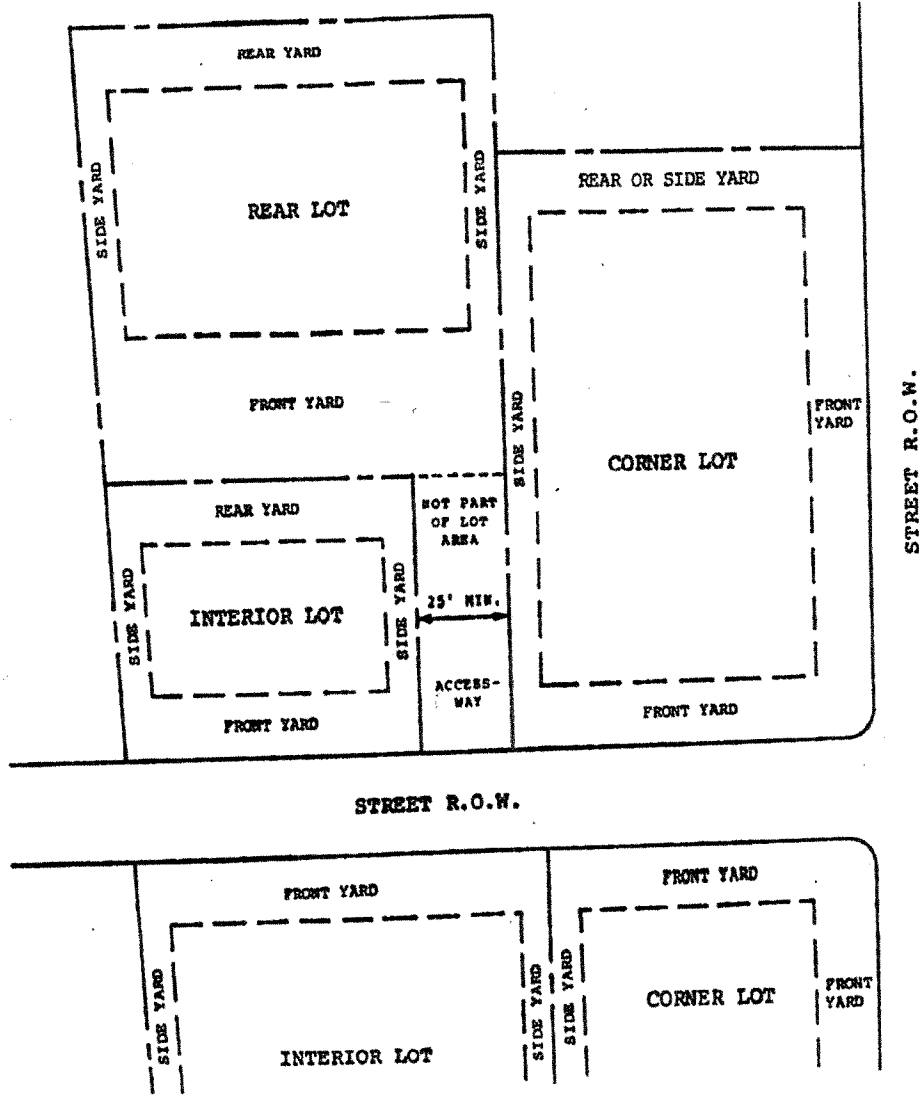 REAR YARD
SIDE YARD
REAR LOT
SIDE YARD
REAR OR SIDE YARD
FRONT YARD
SIDE YARD
CORNER LOT
FRONT
YARD
STREET R.O.W.
REAR YARD
NOT PART
OF LOT
AREA
SIDE YARD
INTERIOR LOT
SIDE YARD
25' MIN.
ACCESS-
WAY
FRONT YARD
FRONT YARD
STREET R.O.W.
FRONT YARD
FRONT YARD
SIDE YARD
INTERIOR LOT
SIDE YARD
SIDE YARD
CORNER LOT
FRONT
YARD